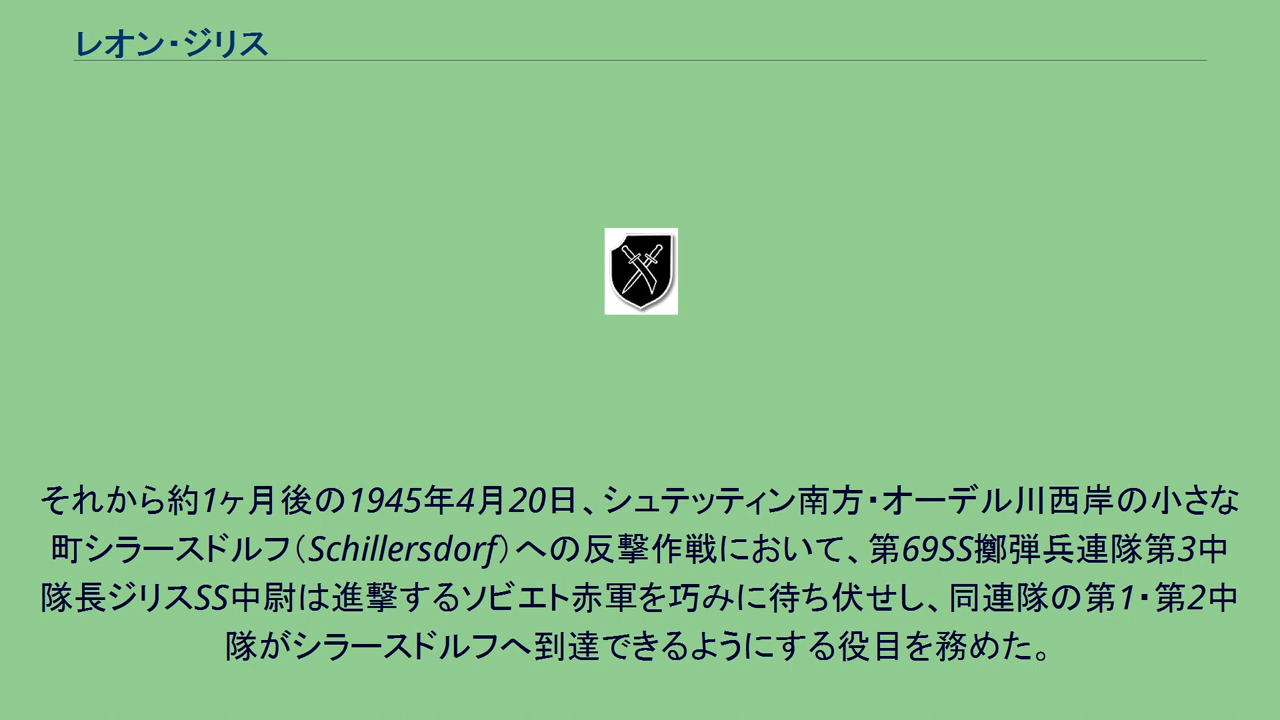 レオン・ジリス
それから約1ヶ月後の1945年4月20日、シュテッティン南方・オーデル川西岸の小さな
町シラースドルフ（Schillersdorf）への反撃作戦において、第69SS擲弾兵連隊第3中
隊長ジリスSS中尉は進撃するソビエト赤軍を巧みに待ち伏せし、同連隊の第1・第2中
隊がシラースドルフへ到達できるようにする役目を務めた。